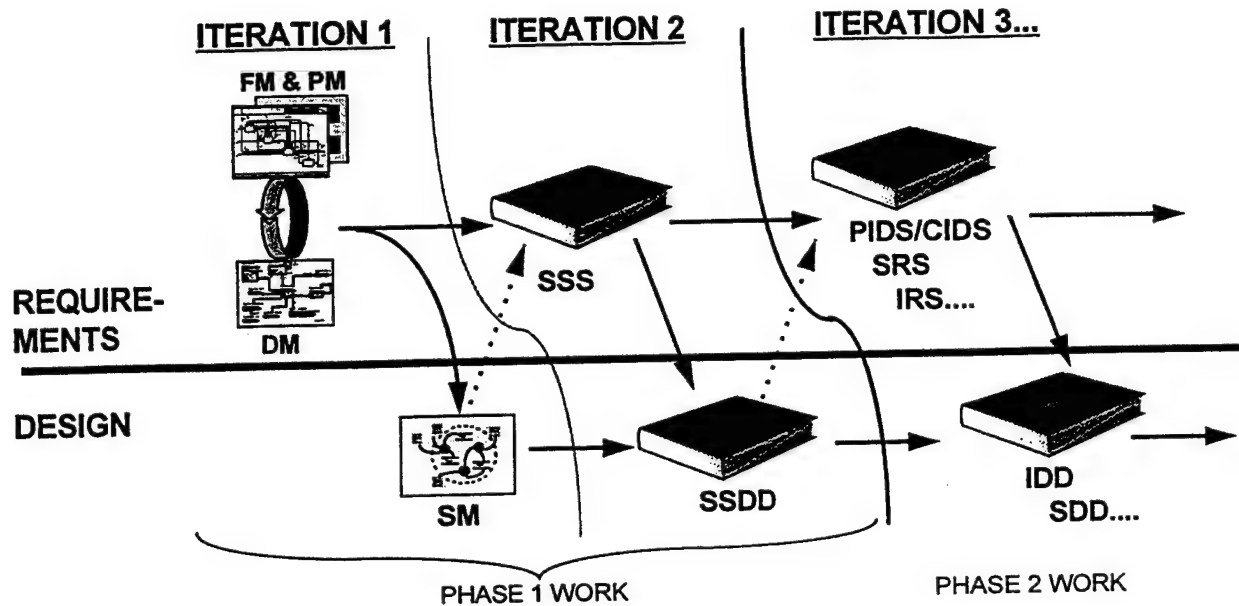 ITERATION 1
ITERATION 2
ITERATION 3...
FM & PM
SSS
PIDS/CIDS
SRS
IRS....
REQUIRE-
MENTS
DM
DESIGN
SM
SSDD
IDD
SDD....
PHASE 1 WORK
PHASE 2 WORK